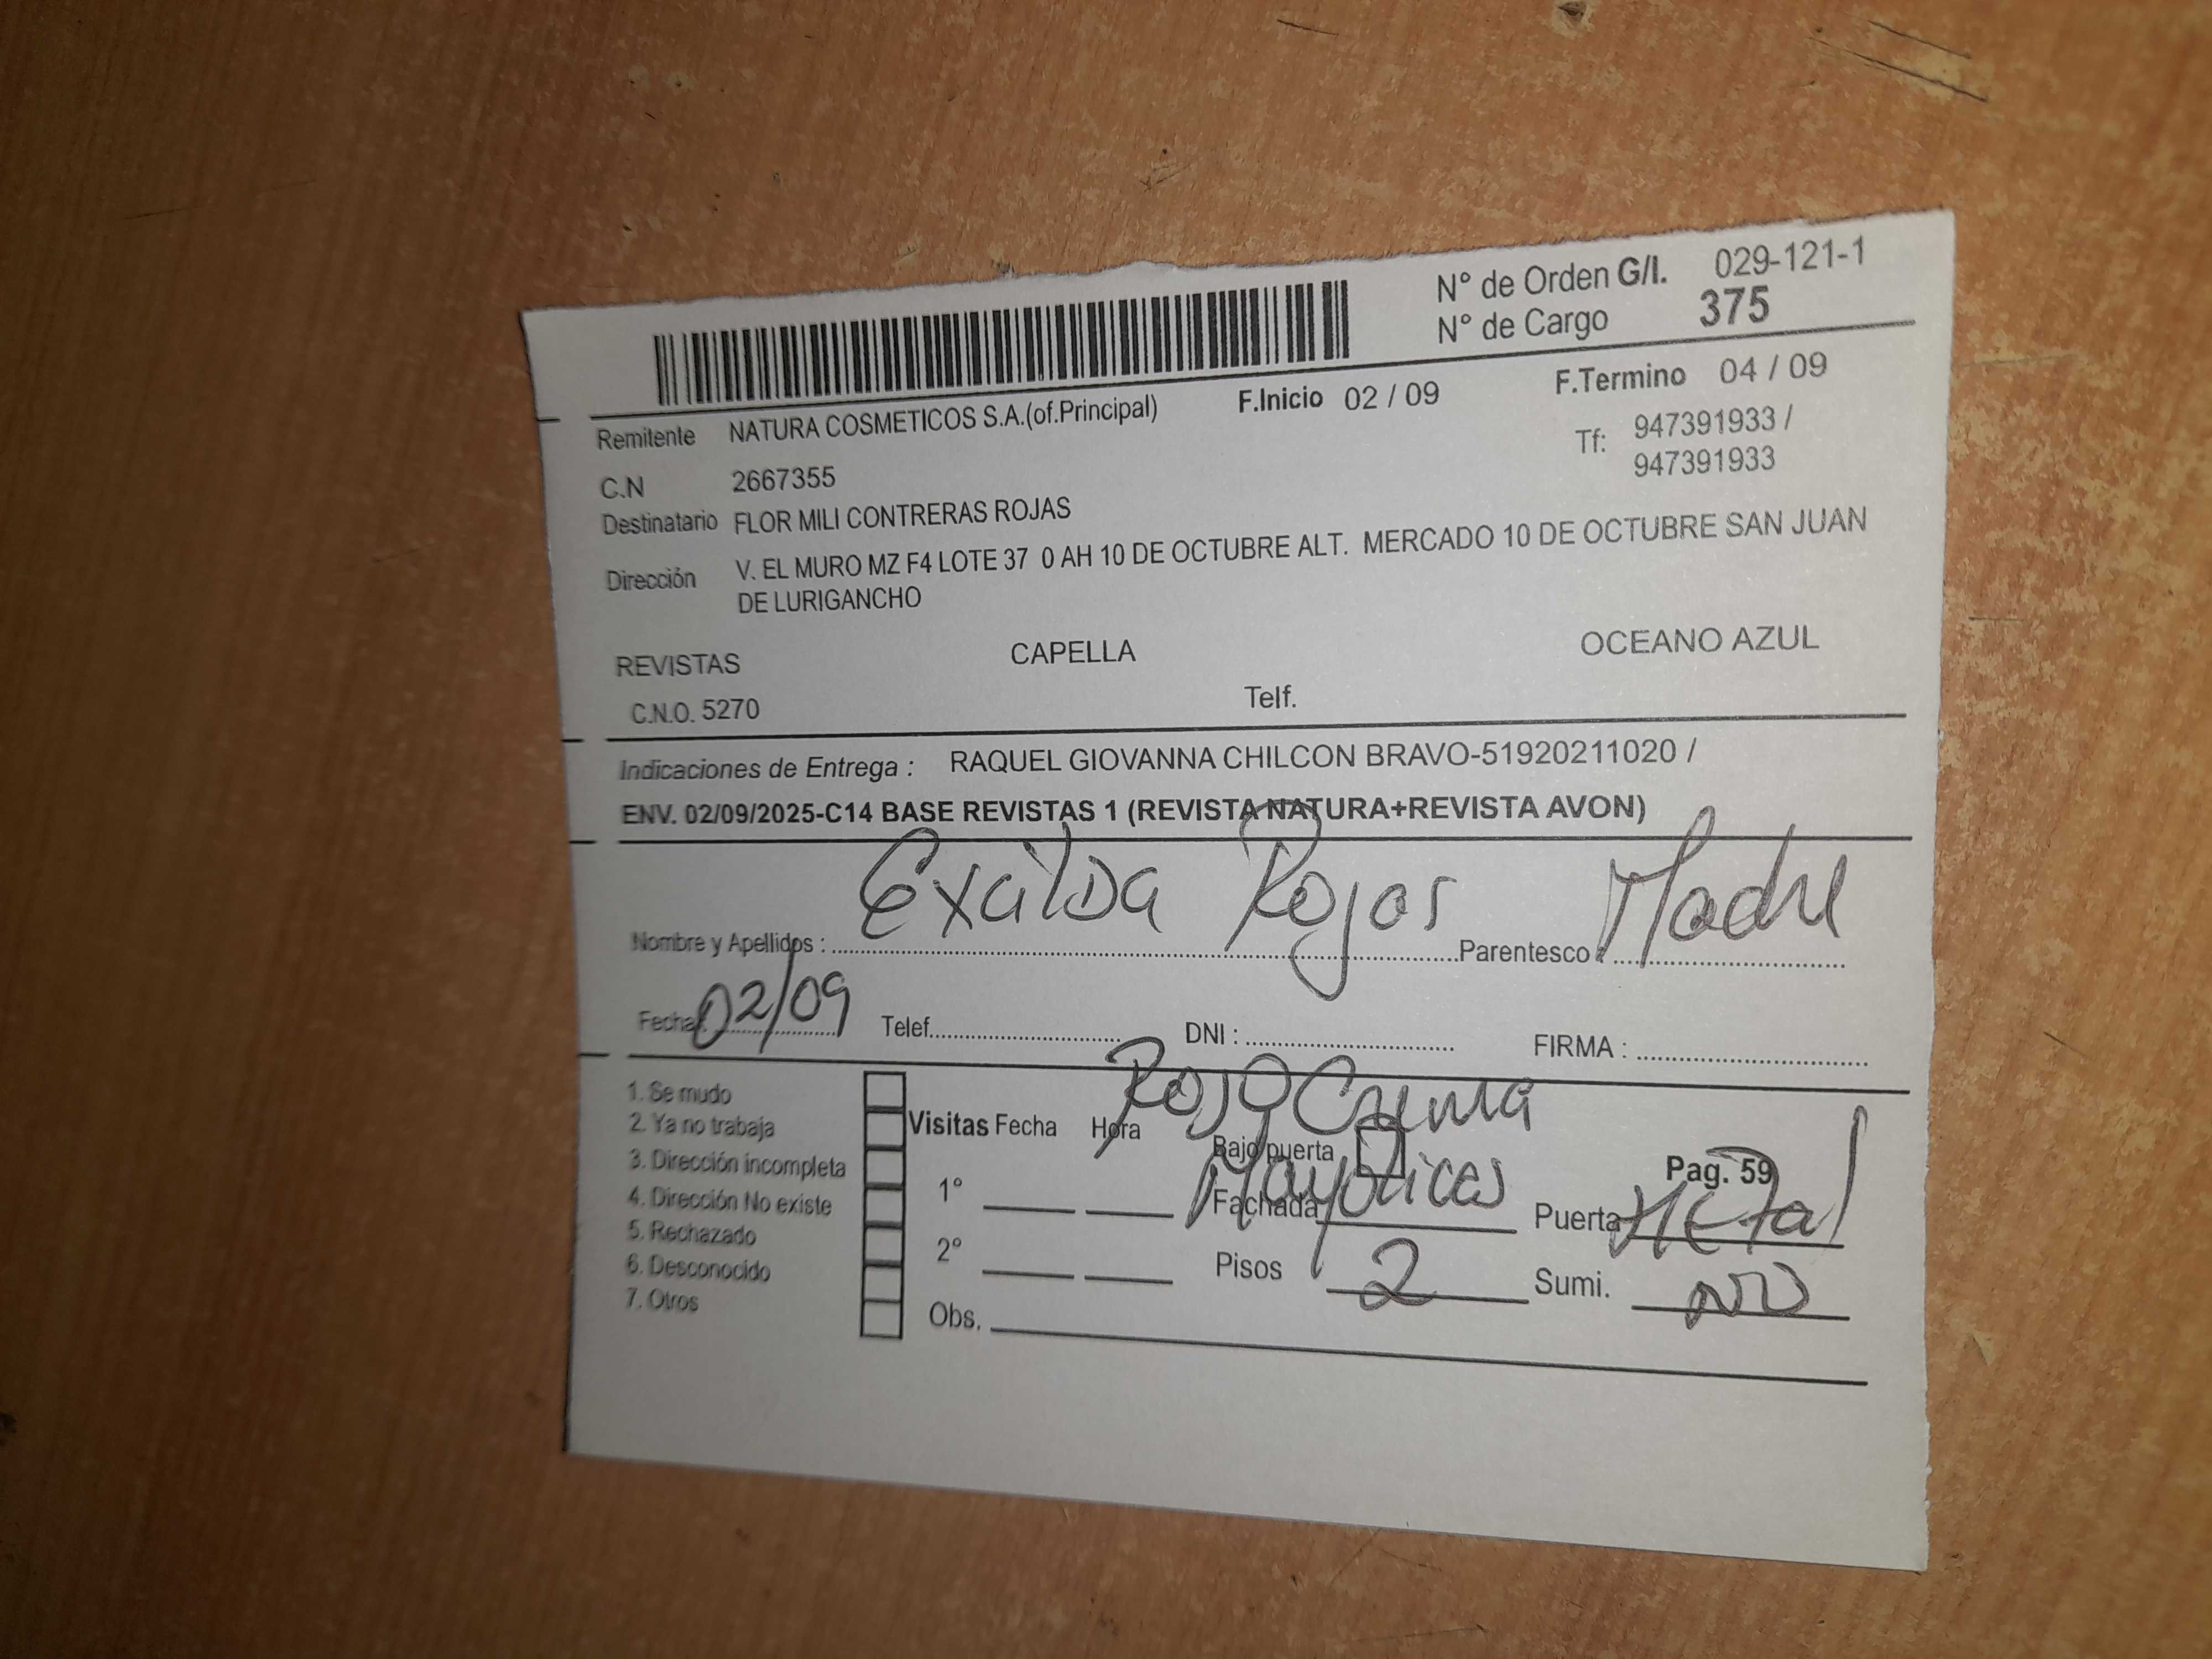 N° de Orden G/I. 029-121-1
N° de Cargo 375
F.Inicio 02 / 09 F.Termino 04 / 09
Remitente NATURA COSMETICOS S.A.(of.Principal)
Tf: 947391933 /
947391933
C.N 2667355
Destinatario FLOR MILI CONTRERAS ROJAS
Dirección V. EL MURO MZ F4 LOTE 37 0 AH 10 DE OCTUBRE ALT. MERCADO 10 DE OCTUBRE SAN JUAN
DE LURIGANCHO
REVISTAS CAPELLA OCEANO AZUL
C.N.O. 5270 Telf.
Indicaciones de Entrega : RAQUEL GIOVANNA CHILCON BRAVO-51920211020 /
ENV. 02/09/2025-C14 BASE REVISTAS 1 (REVISTA NATURA+REVISTA AVON)
Nombre y Apellidos : Exilda Rojas Parentesco : Madre
Fecha: 02/09 Telef. DNI : FIRMA :
Rojo Crema
1. Se mudo
2. Ya no trabaja
3. Dirección incompleta
4. Dirección No existe
5. Rechazado
6. Desconocido
7. Otros
Visitas Fecha Hora
1°
2°
Obs.
Bajo puerta
Pag. 59
Fachada Mayolicas Puerta Metal
Pisos 2 Sumi. NO